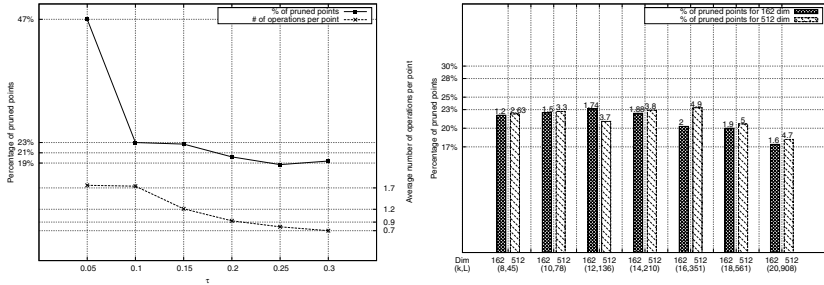 % of pruned points
# of operations per point
47%
23%
21%
19%
Percentage of pruned points
1.7
1.2
0.9
0.7
Average number of operations per point
0.05 0.1 0.15 0.2 0.25 0.3
τ
% of pruned points for 162 dim
% of pruned points for 512 dim
30%
28%
25%
23%
20%
17%
Percentage of pruned points
1.2 2.63 1.5 3.3 1.74 3.7 1.88 3.8 2 4.9 1.9 5 1.6 4.7
Dim 162 512 162 512 162 512 162 512 162 512 162 512 162 512
(k,L) (8,45) (10,78) (12,136) (14,210) (16,351) (18,561) (20,908)